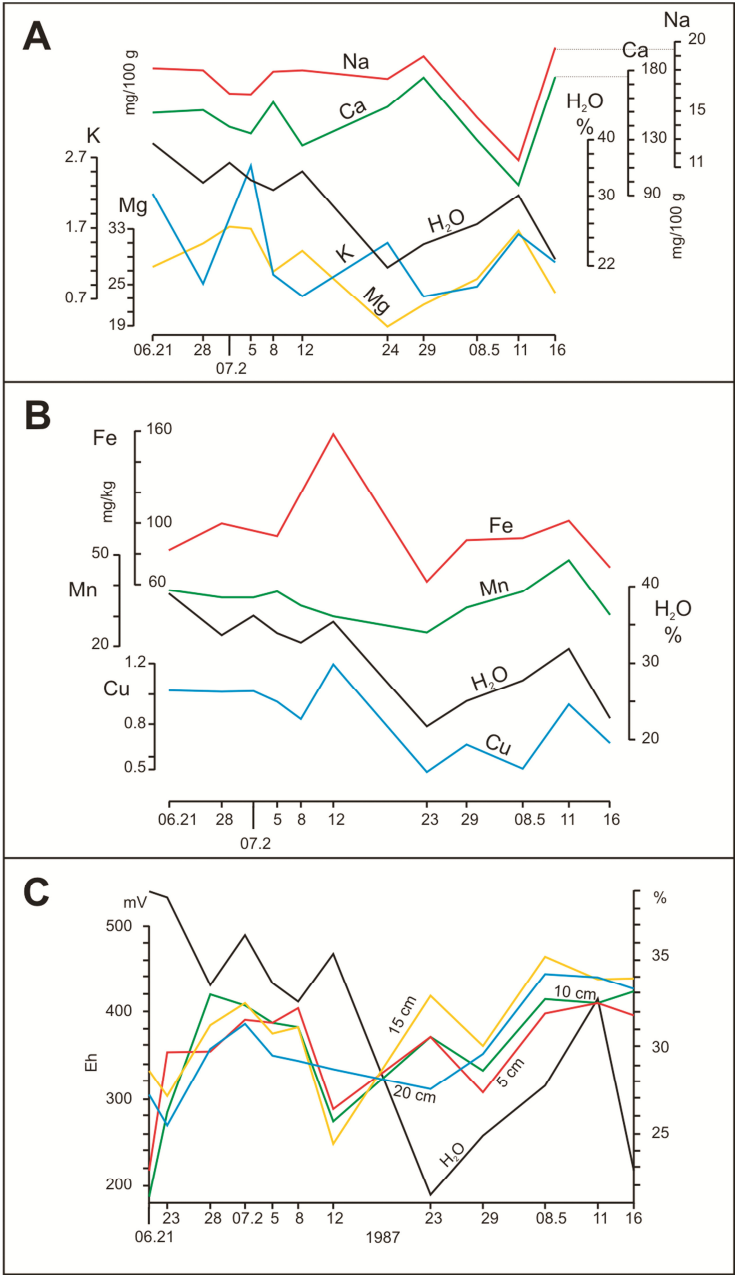 A
Na
20
Ca
180
15
130
11
90
mg/100 g
mg/100 g
H₂O
%
40
30
22
K
2.7
1.7
0.7
Mg
33
25
19
Na
Ca
H₂O
K
Mg
06.21 28 5 8 12 24 29 08.5 11 16
07.2
B
Fe
160
100
60
mg/kg
50
Mn
20
1.2
Cu
0.8
0.5
40
H₂O
%
30
20
Fe
Mn
H₂O
Cu
06.21 28 5 8 12 23 29 08.5 11 16
07.2
C
mV
%
500
400
300
200
Eh
35
30
25
15 cm
10 cm
5 cm
20 cm
H₂O
23 28 07.2 5 8 12 23 29 08.5 11 16
06.21
1987